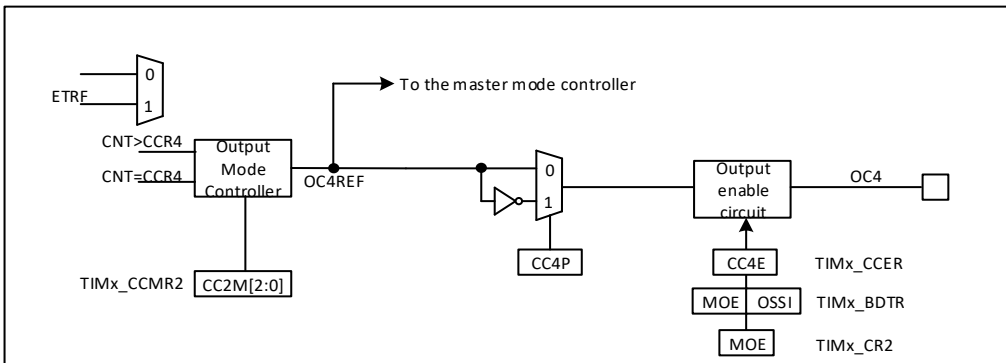 0
ETRF
1
To the master mode controller
CNT>CCR4
CNT=CCR4
Output
Mode
Controller
OC4REF
0
1
CC4P
Output
enable
circuit
OC4
TIMx_CCMR2
CC2M[2:0]
CC4E
TIMx_CCER
MOE
OSSI
TIMx_BDTR
MOE
TIMx_CR2